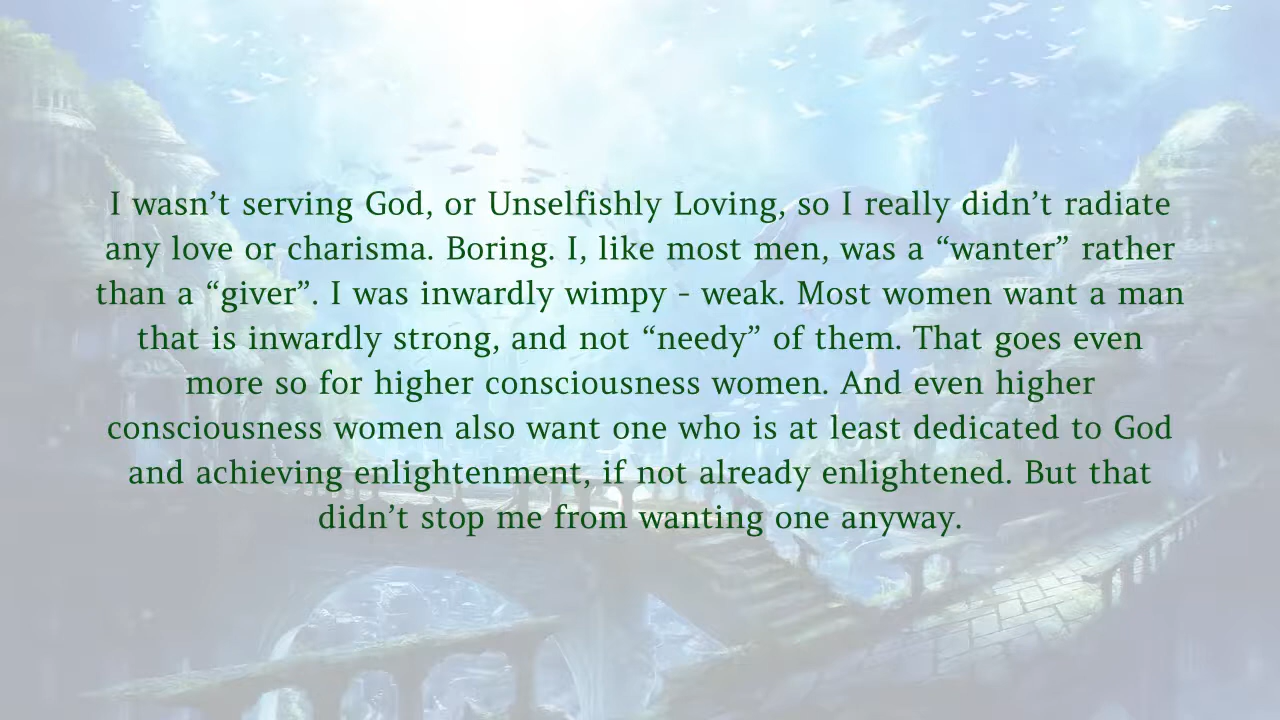 I wasn’t serving God, or Unselfishly Loving, so I really didn’t radiate
any love or charisma. Boring. I, like most men, was a “wanter” rather
than a “giver”. I was inwardly wimpy - weak. Most women want a man
that is inwardly strong, and not “needy” of them. That goes even
more so for higher consciousness women. And even higher
consciousness women also want one who is at least dedicated to God
and achieving enlightenment, if not already enlightened. But that
didn’t stop me from wanting one anyway.